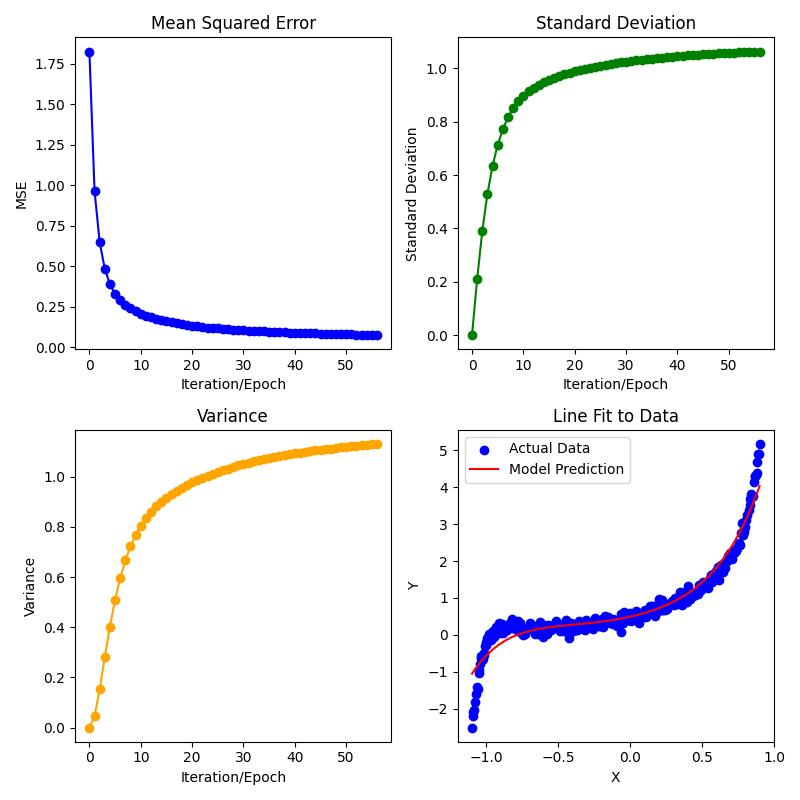 Mean Squared Error
1.75
1.50
1.25
1.00
0.75
0.50
0.25
0.00
MSE
0 10 20 30 40 50
Iteration/Epoch
Standard Deviation
1.0
0.8
0.6
0.4
0.2
0.0
Standard Deviation
0 10 20 30 40 50
Iteration/Epoch
Variance
1.0
0.8
0.6
0.4
0.2
0.0
Variance
0 10 20 30 40 50
Iteration/Epoch
Line Fit to Data
Actual Data
Model Prediction
5
4
3
2
1
0
−1
−2
Y
−1.0 −0.5 0.0 0.5 1.0
X